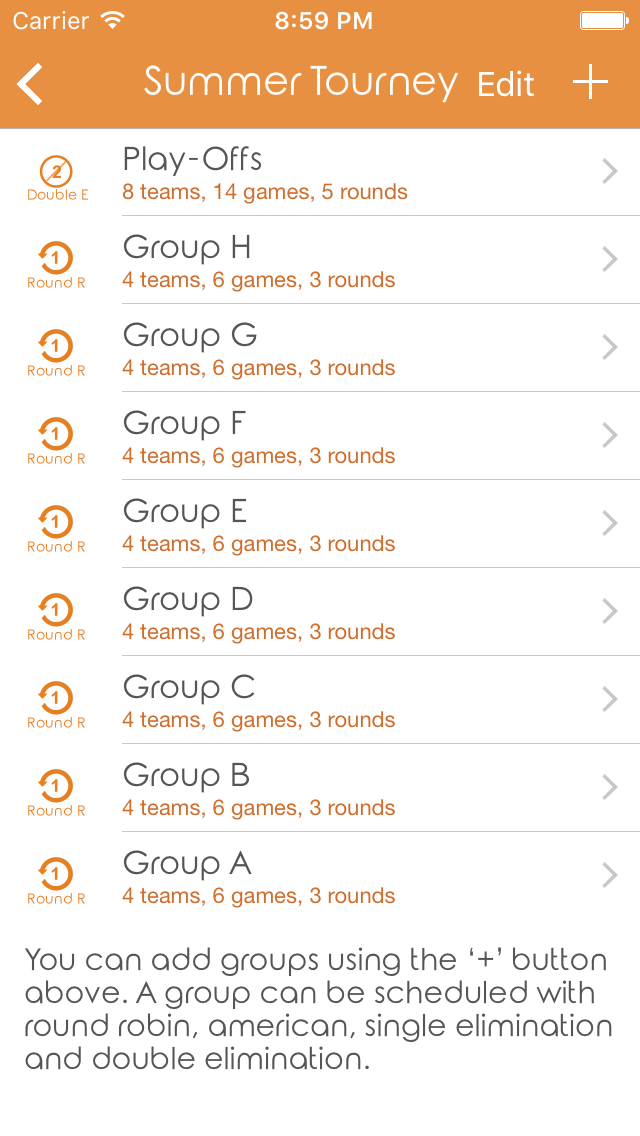 Carrier 8:59 PM
Summer Tourney Edit +
2
Double E
Play-Offs
8 teams, 14 games, 5 rounds
1
Round R
Group H
4 teams, 6 games, 3 rounds
1
Round R
Group G
4 teams, 6 games, 3 rounds
1
Round R
Group F
4 teams, 6 games, 3 rounds
1
Round R
Group E
4 teams, 6 games, 3 rounds
1
Round R
Group D
4 teams, 6 games, 3 rounds
1
Round R
Group C
4 teams, 6 games, 3 rounds
1
Round R
Group B
4 teams, 6 games, 3 rounds
1
Round R
Group A
4 teams, 6 games, 3 rounds
You can add groups using the ‘+’ button
above. A group can be scheduled with
round robin, american, single elimination
and double elimination.